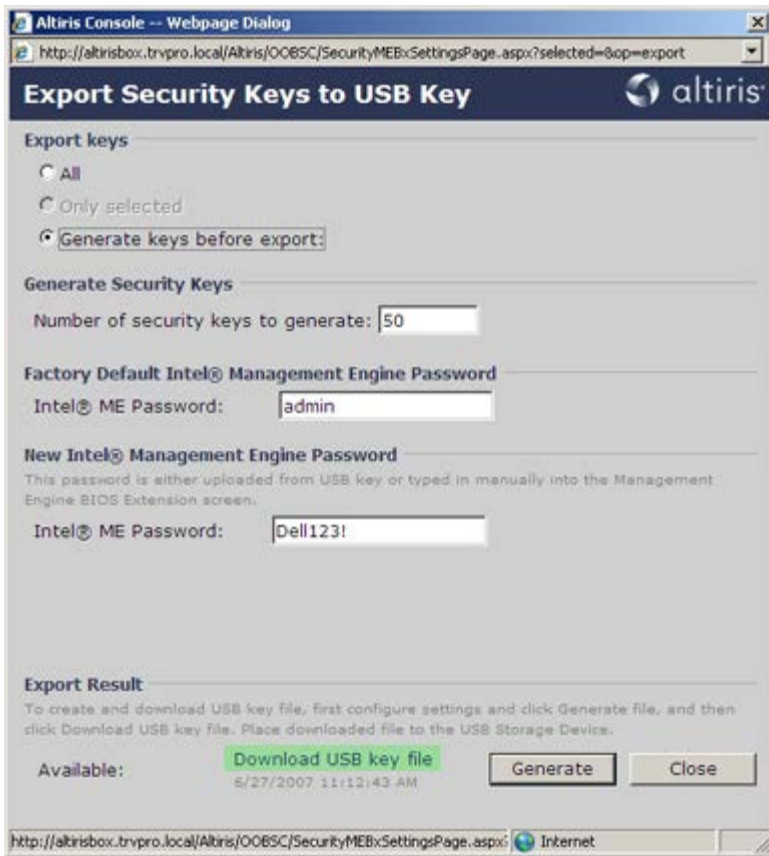 Altiris Console -- Webpage Dialog
http://altirisbox.trvpro.local/Altiris/OOBSC/SecurityMEBxSettingsPage.aspx?selected=&op=export
Export Security Keys to USB Key
altiris
Export keys
All
Only selected
Generate keys before export:
Generate Security Keys
Number of security keys to generate: 50
Factory Default Intel® Management Engine Password
Intel® ME Password: admin
New Intel® Management Engine Password
This password is either uploaded from USB key or typed in manually into the Management
Engine BIOS Extension screen.
Intel® ME Password: Dell123!
Export Result
To create and download USB key file, first configure settings and click Generate file, and then
click Download USB key file. Place downloaded file to the USB Storage Device.
Available: Download USB key file Generate Close
6/27/2007 11:12:43 AM
http://altirisbox.trvpro.local/Altiris/OOBSC/SecurityMEBxSettingsPage.aspx? Internet